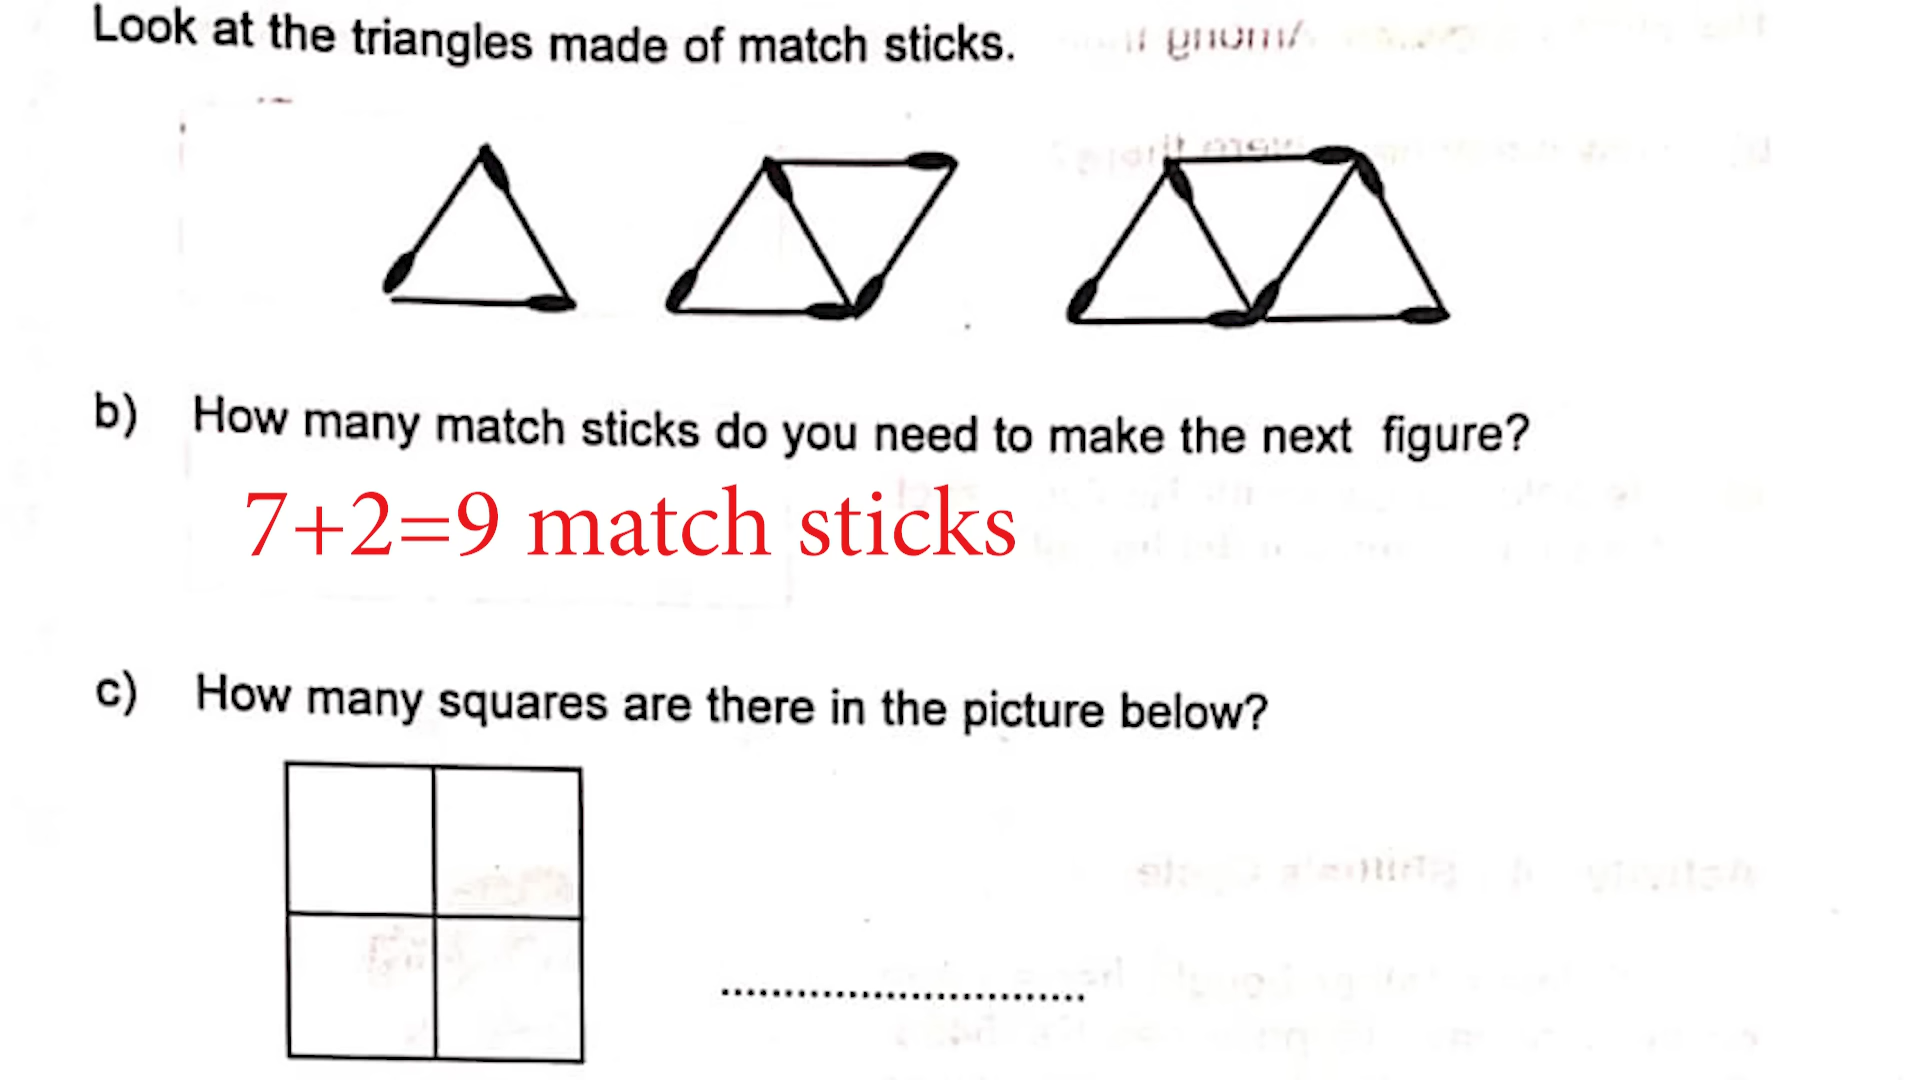 Look at the triangles made of match sticks.
b) How many match sticks do you need to make the next figure?
7+2=9 match sticks
c) How many squares are there in the picture below?